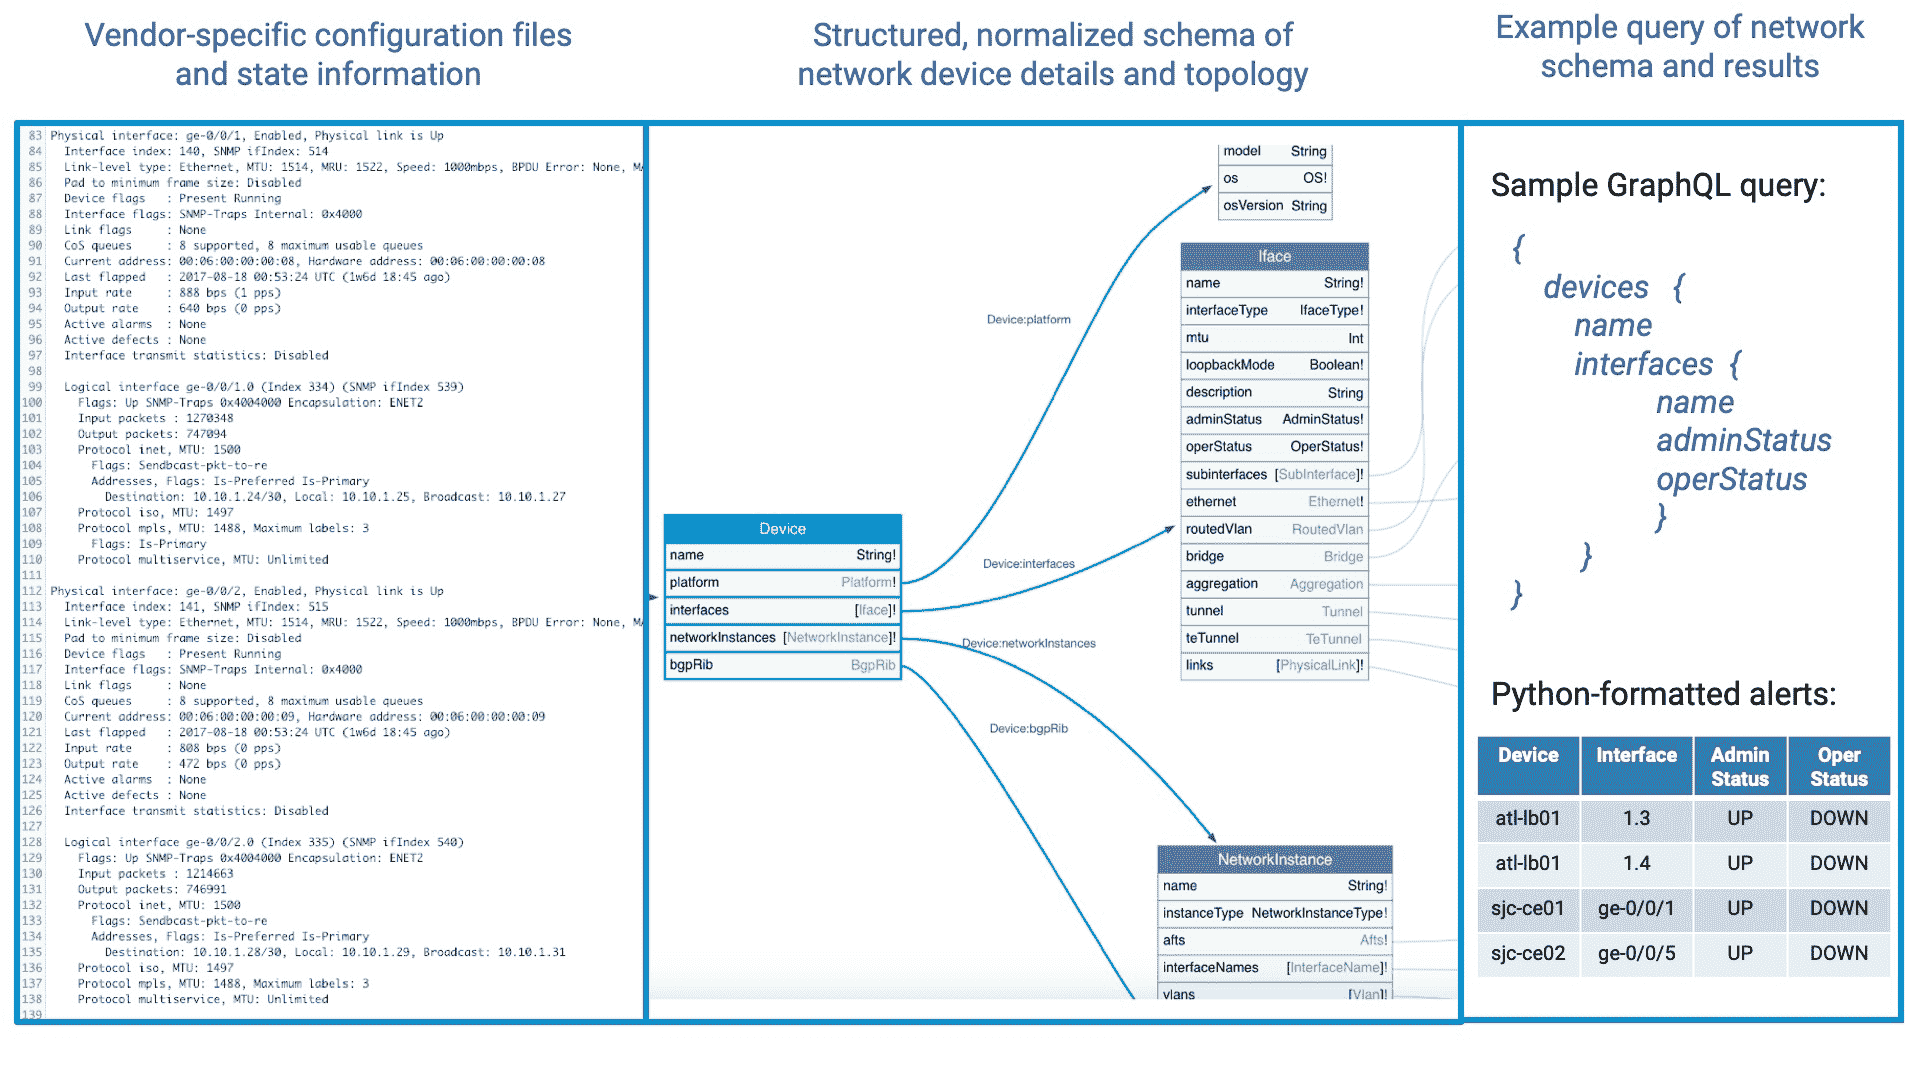 Vendor-specific configuration files
and state information
Structured, normalized schema of
network device details and topology
Example query of network
schema and results
83 Physical interface: ge-0/0/1, Enabled, Physical link is Up
84 Interface index: 140, SNMP ifIndex: 514
85 Link-level type: Ethernet, MTU: 1514, MRU: 1522, Speed: 1000mbps, BPDU Error: None,
86 Pad to minimum frame size: Disabled
87 Device flags : Present Running
88 Interface flags: SNMP-Traps Internal: 0x4000
89 Link flags : None
90 CoS queues : 8 supported, 8 maximum usable queues
91 Current address: 00:06:00:00:00:08, Hardware address: 00:06:00:00:00:08
92 Last flapped : 2017-08-18 00:53:24 UTC (1w6d 18:45 ago)
93 Input rate : 888 bps (1 pps)
94 Output rate : 640 bps (0 pps)
95 Active alarms : None
96 Active defects : None
97 Interface transmit statistics: Disabled
98
99 Logical interface ge-0/0/1.0 (Index 334) (SNMP ifIndex 539)
100 Flags: Up SNMP-Traps 0x4004000 Encapsulation: ENET2
101 Input packets : 1270348
102 Output packets: 747094
103 Protocol inet, MTU: 1500
104 Flags: Sendbcast-pkt-to-re
105 Addresses, Flags: Is-Preferred Is-Primary
106 Destination: 10.10.1.24/30, Local: 10.10.1.25, Broadcast: 10.10.1.27
107 Protocol iso, MTU: 1497
108 Protocol mpls, MTU: 1488, Maximum labels: 3
109 Flags: Is-Primary
110 Protocol multiservice, MTU: Unlimited
111
112 Physical interface: ge-0/0/2, Enabled, Physical link is Up
113 Interface index: 141, SNMP ifIndex: 515
114 Link-level type: Ethernet, MTU: 1514, MRU: 1522, Speed: 1000mbps, BPDU Error: None,
115 Pad to minimum frame size: Disabled
116 Device flags : Present Running
117 Interface flags: SNMP-Traps Internal: 0x4000
118 Link flags : None
119 CoS queues : 8 supported, 8 maximum usable queues
120 Current address: 00:06:00:00:00:09, Hardware address: 00:06:00:00:00:09
121 Last flapped : 2017-08-18 00:53:24 UTC (1w6d 18:45 ago)
122 Input rate : 808 bps (0 pps)
123 Output rate : 472 bps (0 pps)
124 Active alarms : None
125 Active defects : None
126 Interface transmit statistics: Disabled
127
128 Logical interface ge-0/0/2.0 (Index 335) (SNMP ifIndex 540)
129 Flags: Up SNMP-Traps 0x4004000 Encapsulation: ENET2
130 Input packets : 1214663
131 Output packets: 746991
132 Protocol inet, MTU: 1500
133 Flags: Sendbcast-pkt-to-re
134 Addresses, Flags: Is-Preferred Is-Primary
135 Destination: 10.10.1.28/30, Local: 10.10.1.29, Broadcast: 10.10.1.31
136 Protocol iso, MTU: 1497
137 Protocol mpls, MTU: 1488, Maximum labels: 3
138 Protocol multiservice, MTU: Unlimited
139
Device
name String!
platform Platform!
interfaces [Iface]!
networkInstances [NetworkInstance]!
bgpRib BgpRib
Device:platform
Device:interfaces
Device:networkInstances
Device:bgpRib
model String
os OS!
osVersion String
Iface
name String!
interfaceType IfaceType!
mtu Int
loopbackMode Boolean!
description String
adminStatus AdminStatus!
operStatus OperStatus!
subinterfaces [SubInterface]!
ethernet Ethernet!
routedVlan RoutedVlan
bridge Bridge
aggregation Aggregation
tunnel Tunnel
teTunnel TeTunnel
links [PhysicalLink]!
NetworkInstance
name String!
instanceType NetworkInstanceType!
afts Afts!
interfaceNames [InterfaceName]!
vlans [Vlan]!
Sample GraphQL query:
{
devices {
name
interfaces {
name
adminStatus
operStatus
}
}
}
Python-formatted alerts:
Device Interface Admin Status Oper Status
atl-lb01 1.3 UP DOWN
atl-lb01 1.4 UP DOWN
sjc-ce01 ge-0/0/1 UP DOWN
sjc-ce02 ge-0/0/5 UP DOWN